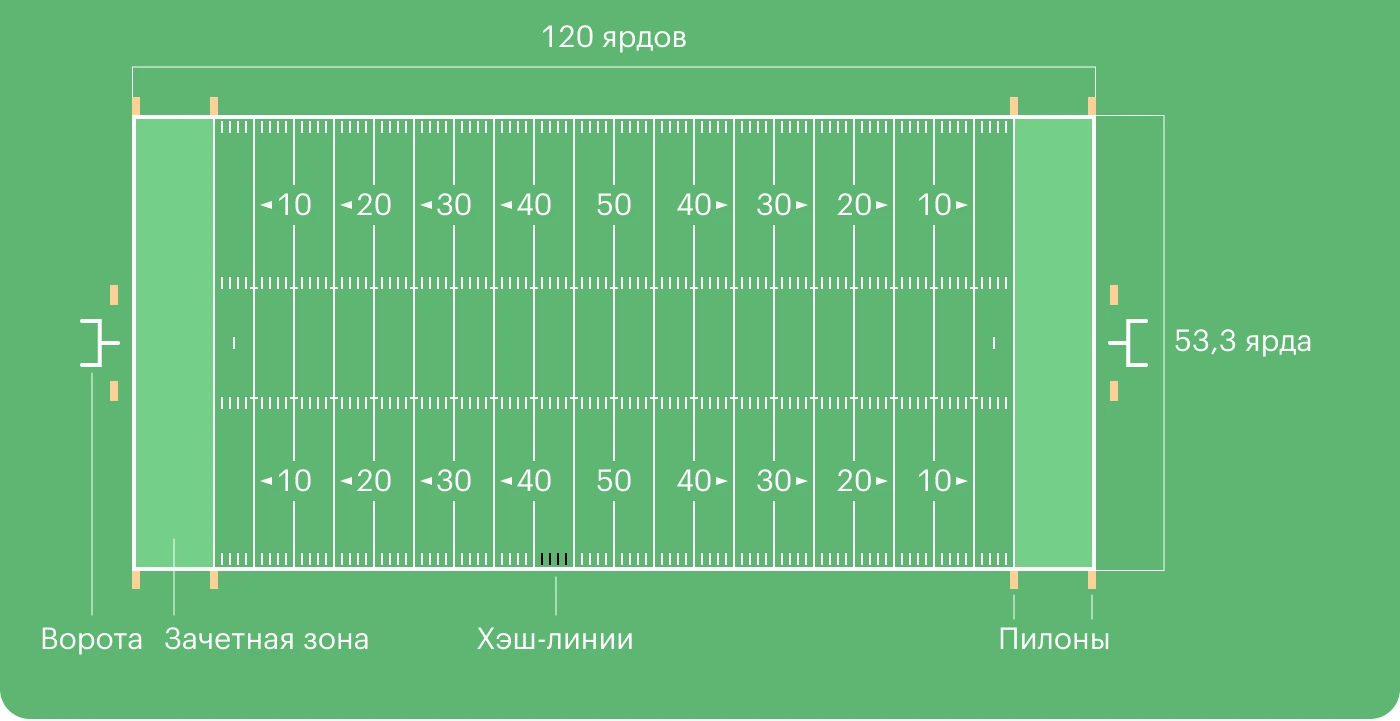 120 ярдов
◄10 ◄20 ◄30 ◄40 50 40► 30► 20► 10►
53,3 ярда
◄10 ◄20 ◄30 ◄40 50 40► 30► 20► 10►
Ворота Зачетная зона Хэш-линии Пилоны